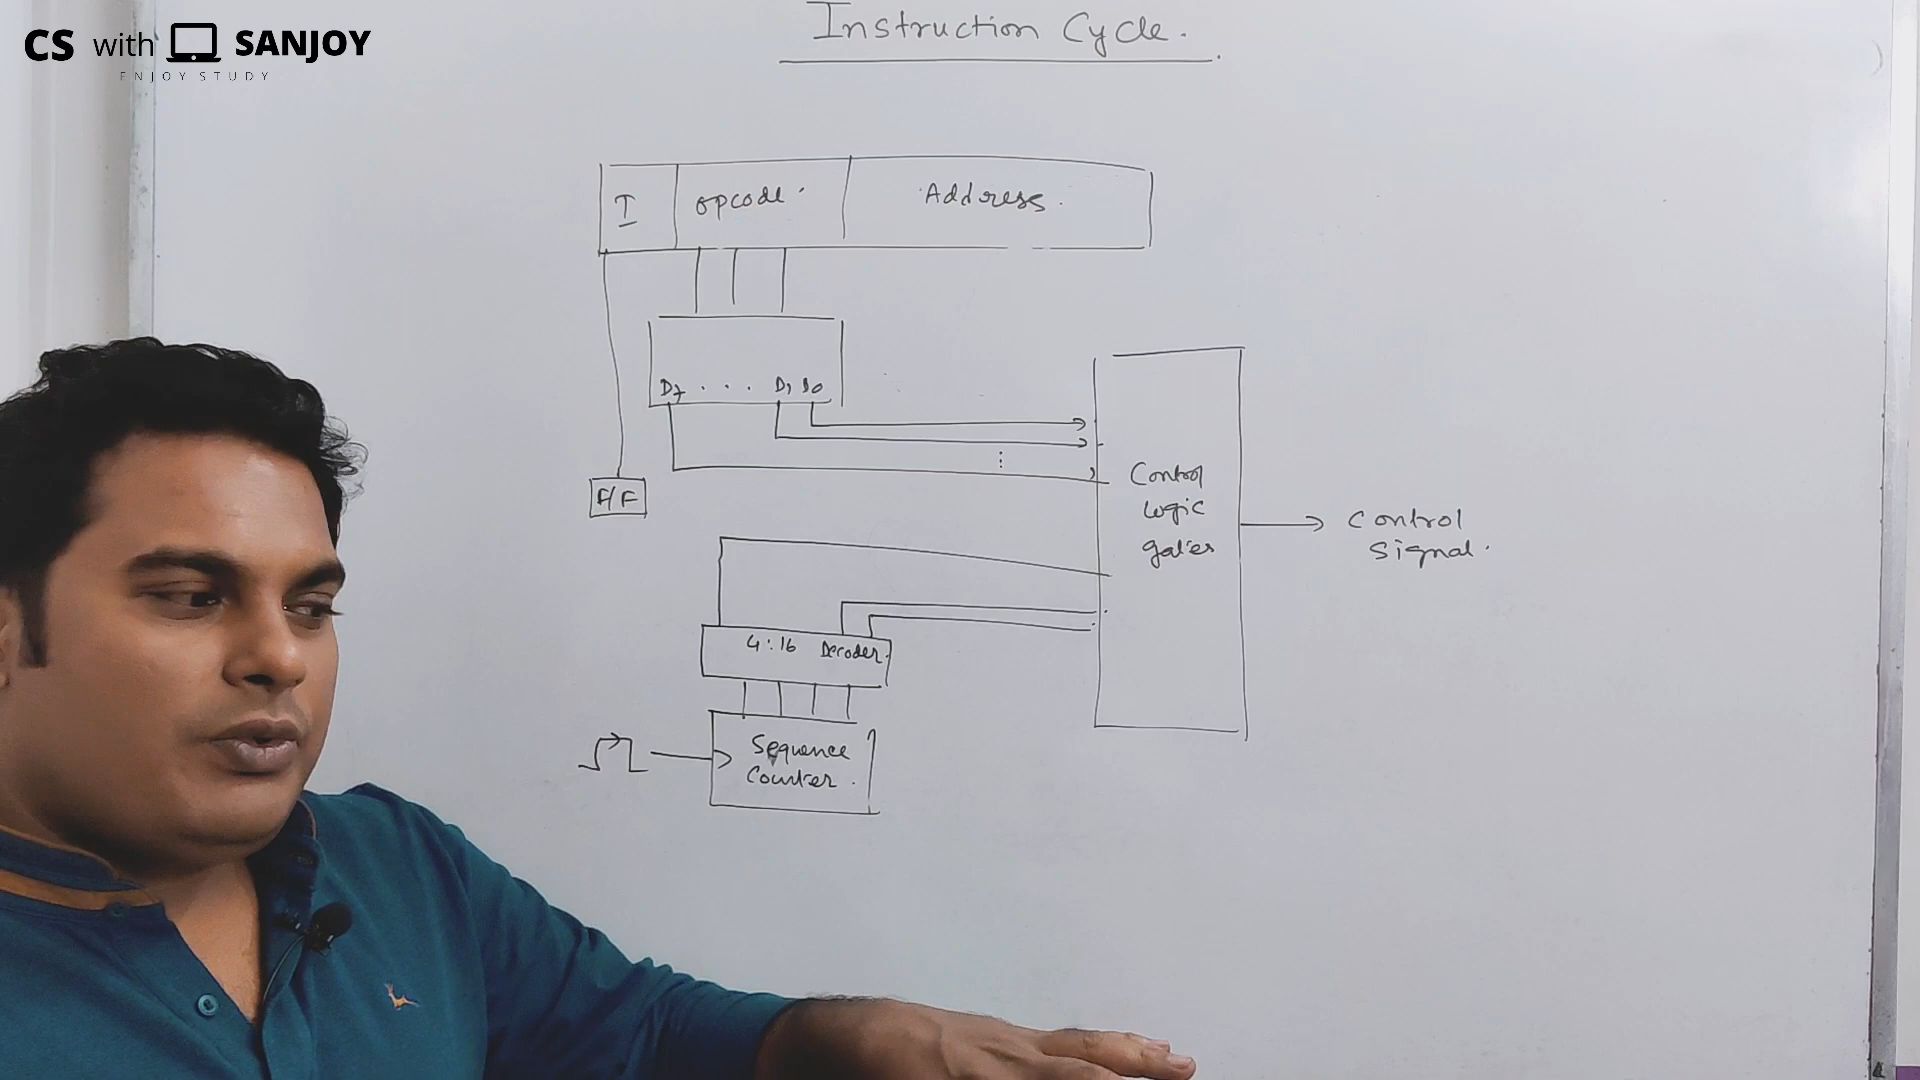 CS with SANJOY
ENJOY STUDY
Instruction Cycle.
I opcode Address
D7 . . . D1 D0
Control
Logic
gates
F/F
Control
Signal.
4:16 Decoder
Sequence
Counter